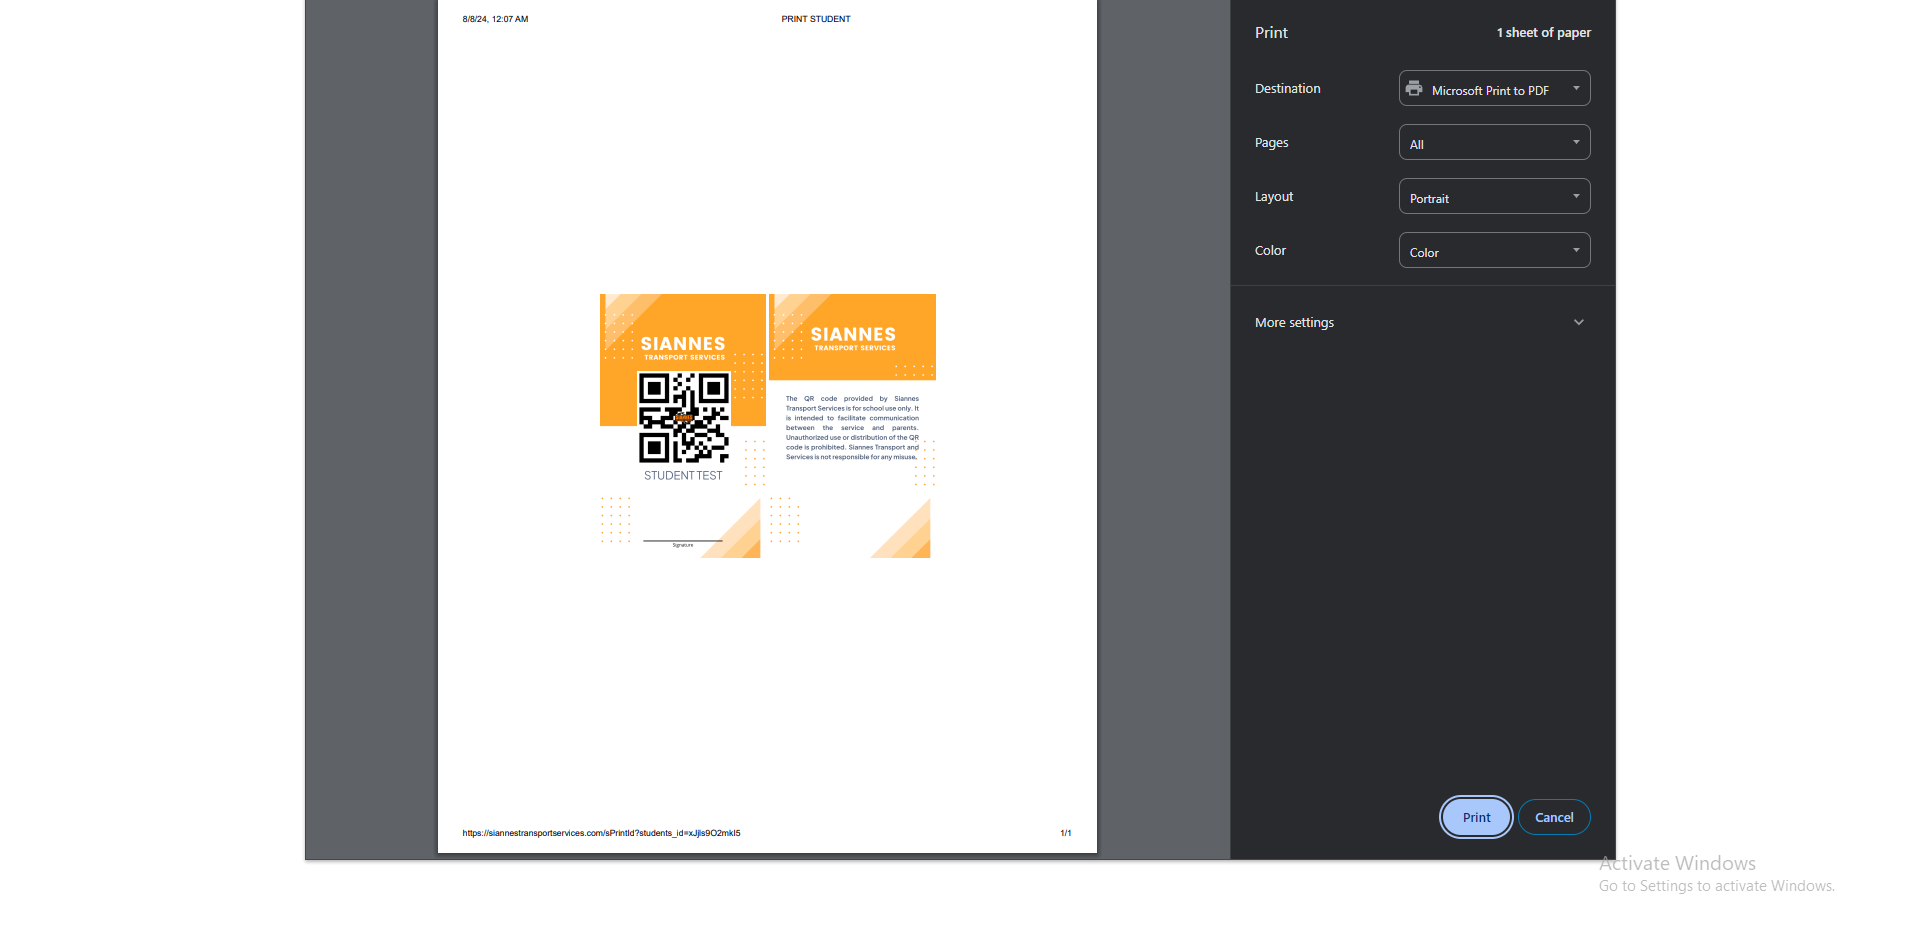 8/8/24, 12:07 AM
PRINT STUDENT
SIANNES
TRANSPORT SERVICES
SIANNES
STUDENT TEST
Signature
SIANNES
TRANSPORT SERVICES
The QR code provided by Siannes
Transport Services is for school use only. It
is intended to facilitate communication
between the service and parents.
Unauthorized use or distribution of the QR
code is prohibited. Siannes Transport and
Services is not responsible for any misuse.
https://siannestransportservices.com/sPrintId?students_id=xJjls9O2mkI5
1/1
Print
1 sheet of paper
Destination
Microsoft Print to PDF
Pages
All
Layout
Portrait
Color
Color
More settings
Print
Cancel
Activate Windows
Go to Settings to activate Windows.